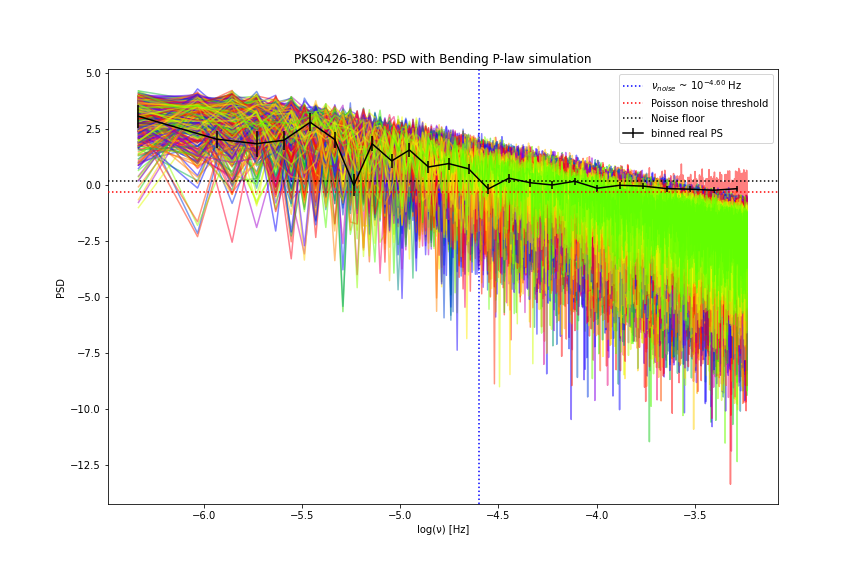 PKS0426-380: PSD with Bending P-law simulation
5.0
2.5
0.0
−2.5
−5.0
−7.5
−10.0
−12.5
PSD
ν_noise ~ 10^−4.60 Hz
Poisson noise threshold
Noise floor
binned real PS
−6.0 −5.5 −5.0 −4.5 −4.0 −3.5
log(ν) [Hz]